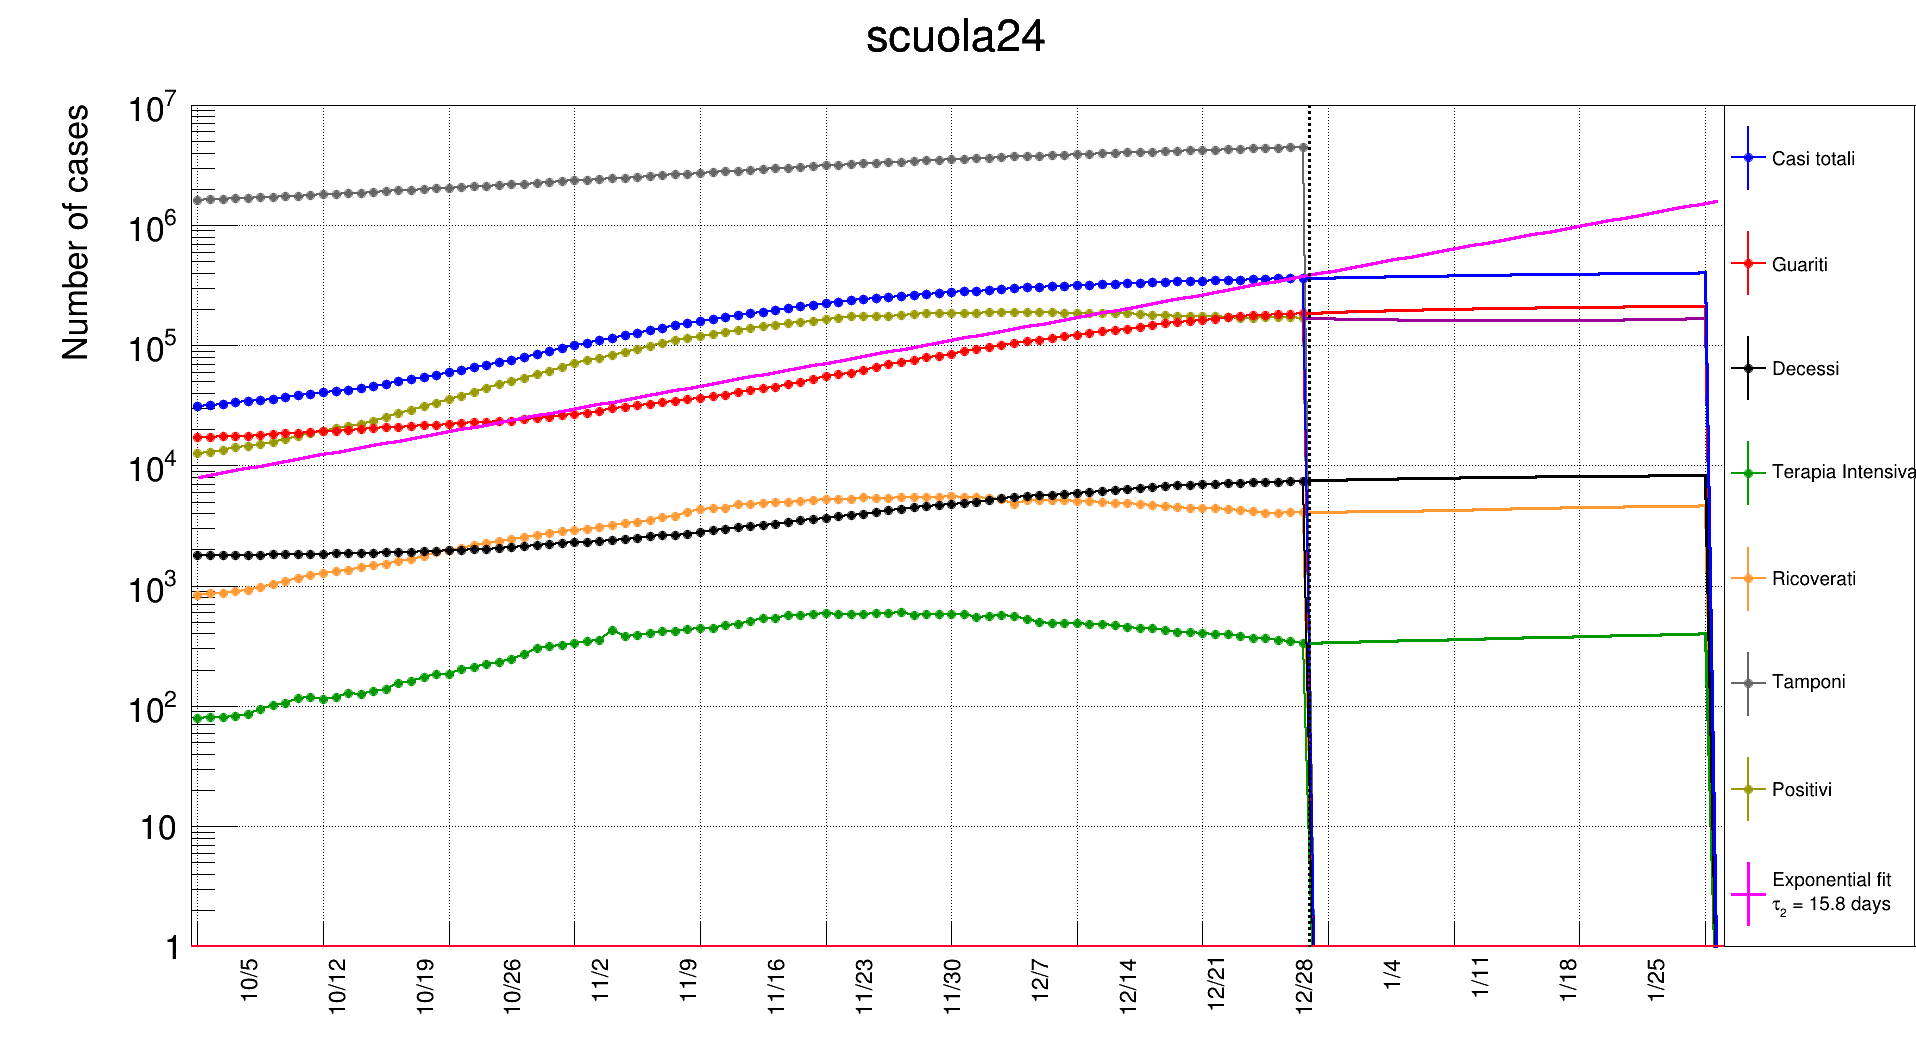 scuola24
Number of cases
10^7
10^6
10^5
10^4
10^3
10^2
10
1
10/5
10/12
10/19
10/26
11/2
11/9
11/16
11/23
11/30
12/7
12/14
12/21
12/28
1/4
1/11
1/18
1/25
Casi totali
Guariti
Decessi
Terapia Intensiva
Ricoverati
Tamponi
Positivi
Exponential fit
τ_2 = 15.8 days